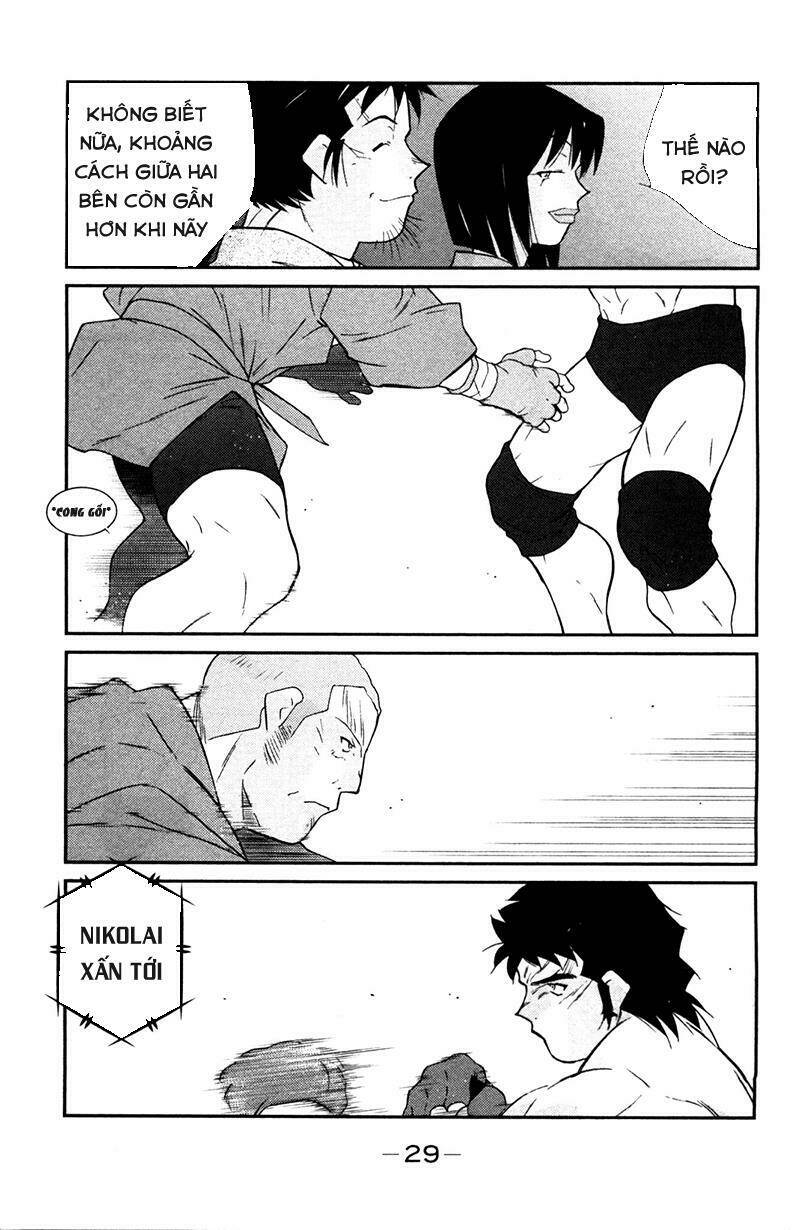 THẾ NÀO
RỒI?
KHÔNG BIẾT
NỮA, KHOẢNG
CÁCH GIỮA HAI
BÊN CÒN GẦN
HƠN KHI NÃY
*CONG GỐI*
NIKOLAI
XẤN TỚI
—29—